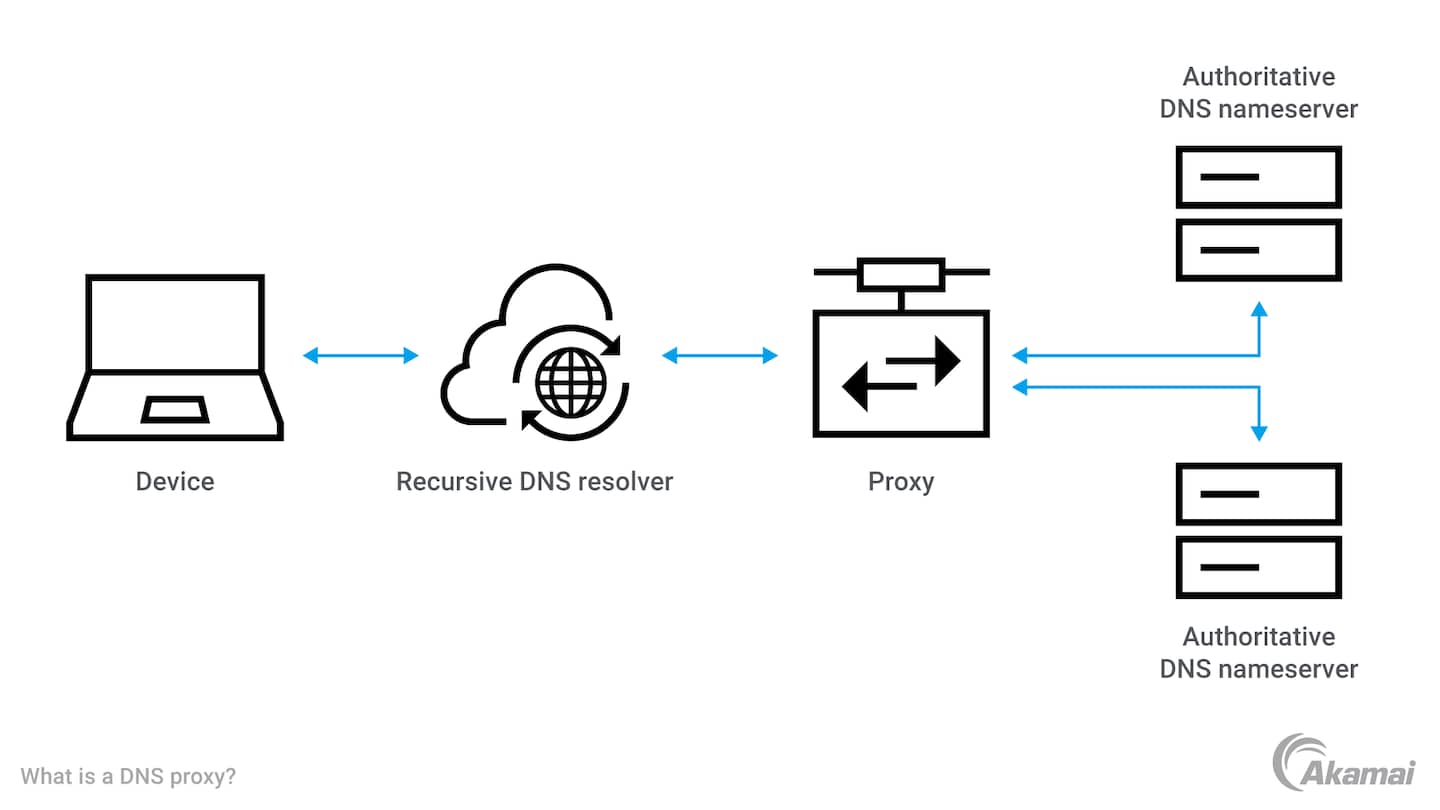 Authoritative
DNS nameserver
Device
Recursive DNS resolver
Proxy
Authoritative
DNS nameserver
What is a DNS proxy?
Akamai